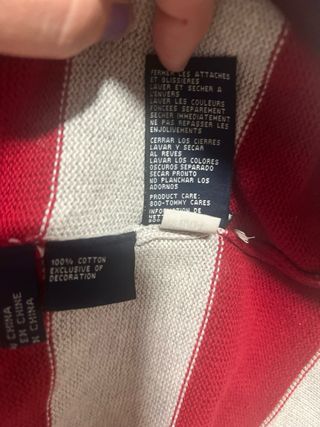 FERMER LES ATTACHES
ET GLISSIERES
LAVER ET SECHER A
L'ENVERS
LAVER LES COULEURS
FONCEES SEPAREMENT
SECHER IMMEDIATEMENT
NE PAS REPASSER LES
ENJOLIVEMENTS
CERRAR LOS CIERRES
LAVAR Y SECAR
AL REVES
LAVAR LOS COLORES
OSCUROS SEPARADO
SECAR PRONTO
NO PLANCHAR LOS
ADORNOS
PRODUCT CARE:
800-TOMMY CARES
INFORMATION DE
100% COTTON
EXCLUSIVE OF
DECORATION
CHINA
EN CHINE
N CHINA